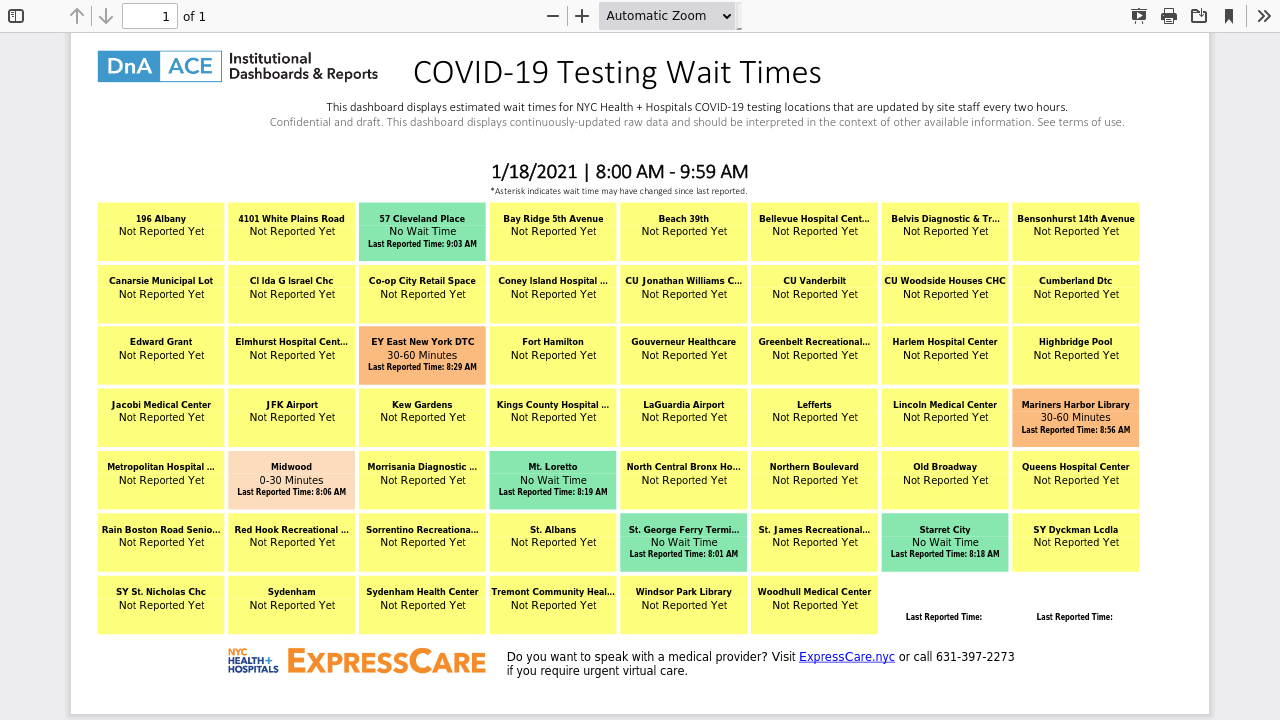 1 of 1 Automatic Zoom
DnA ACE Institutional
Dashboards & Reports
COVID-19 Testing Wait Times
This dashboard displays estimated wait times for NYC Health + Hospitals COVID-19 testing locations that are updated by site staff every two hours.
Confidential and draft. This dashboard displays continuously-updated raw data and should be interpreted in the context of other available information. See terms of use.
1/18/2021 | 8:00 AM - 9:59 AM
*Asterisk indicates wait time may have changed since last reported.
196 Albany
Not Reported Yet
4101 White Plains Road
Not Reported Yet
57 Cleveland Place
No Wait Time
Last Reported Time: 9:03 AM
Bay Ridge 5th Avenue
Not Reported Yet
Beach 39th
Not Reported Yet
Bellevue Hospital Cent...
Not Reported Yet
Belvis Diagnostic & Tr...
Not Reported Yet
Bensonhurst 14th Avenue
Not Reported Yet
Canarsie Municipal Lot
Not Reported Yet
CI Ida G Israel Chc
Not Reported Yet
Co-op City Retail Space
Not Reported Yet
Coney Island Hospital ...
Not Reported Yet
CU Jonathan Williams C...
Not Reported Yet
CU Vanderbilt
Not Reported Yet
CU Woodside Houses CHC
Not Reported Yet
Cumberland Dtc
Not Reported Yet
Edward Grant
Not Reported Yet
Elmhurst Hospital Cent...
Not Reported Yet
EY East New York DTC
30-60 Minutes
Last Reported Time: 8:29 AM
Fort Hamilton
Not Reported Yet
Gouverneur Healthcare
Not Reported Yet
Greenbelt Recreational...
Not Reported Yet
Harlem Hospital Center
Not Reported Yet
Highbridge Pool
Not Reported Yet
Jacobi Medical Center
Not Reported Yet
JFK Airport
Not Reported Yet
Kew Gardens
Not Reported Yet
Kings County Hospital ...
Not Reported Yet
LaGuardia Airport
Not Reported Yet
Lefferts
Not Reported Yet
Lincoln Medical Center
Not Reported Yet
Mariners Harbor Library
30-60 Minutes
Last Reported Time: 8:56 AM
Metropolitan Hospital ...
Not Reported Yet
Midwood
0-30 Minutes
Last Reported Time: 8:06 AM
Morrisania Diagnostic ...
Not Reported Yet
Mt. Loretto
No Wait Time
Last Reported Time: 8:19 AM
North Central Bronx Ho...
Not Reported Yet
Northern Boulevard
Not Reported Yet
Old Broadway
Not Reported Yet
Queens Hospital Center
Not Reported Yet
Rain Boston Road Senio...
Not Reported Yet
Red Hook Recreational ...
Not Reported Yet
Sorrentino Recreationa...
Not Reported Yet
St. Albans
Not Reported Yet
St. George Ferry Termi...
No Wait Time
Last Reported Time: 8:01 AM
St. James Recreational...
Not Reported Yet
Starret City
No Wait Time
Last Reported Time: 8:18 AM
SY Dyckman Lcdla
Not Reported Yet
SY St. Nicholas Chc
Not Reported Yet
Sydenham
Not Reported Yet
Sydenham Health Center
Not Reported Yet
Tremont Community Heal...
Not Reported Yet
Windsor Park Library
Not Reported Yet
Woodhull Medical Center
Not Reported Yet
Last Reported Time:
Last Reported Time:
NYC
HEALTH+
HOSPITALS
EXPRESSCARE
Do you want to speak with a medical provider? Visit ExpressCare.nyc or call 631-397-2273
if you require urgent virtual care.